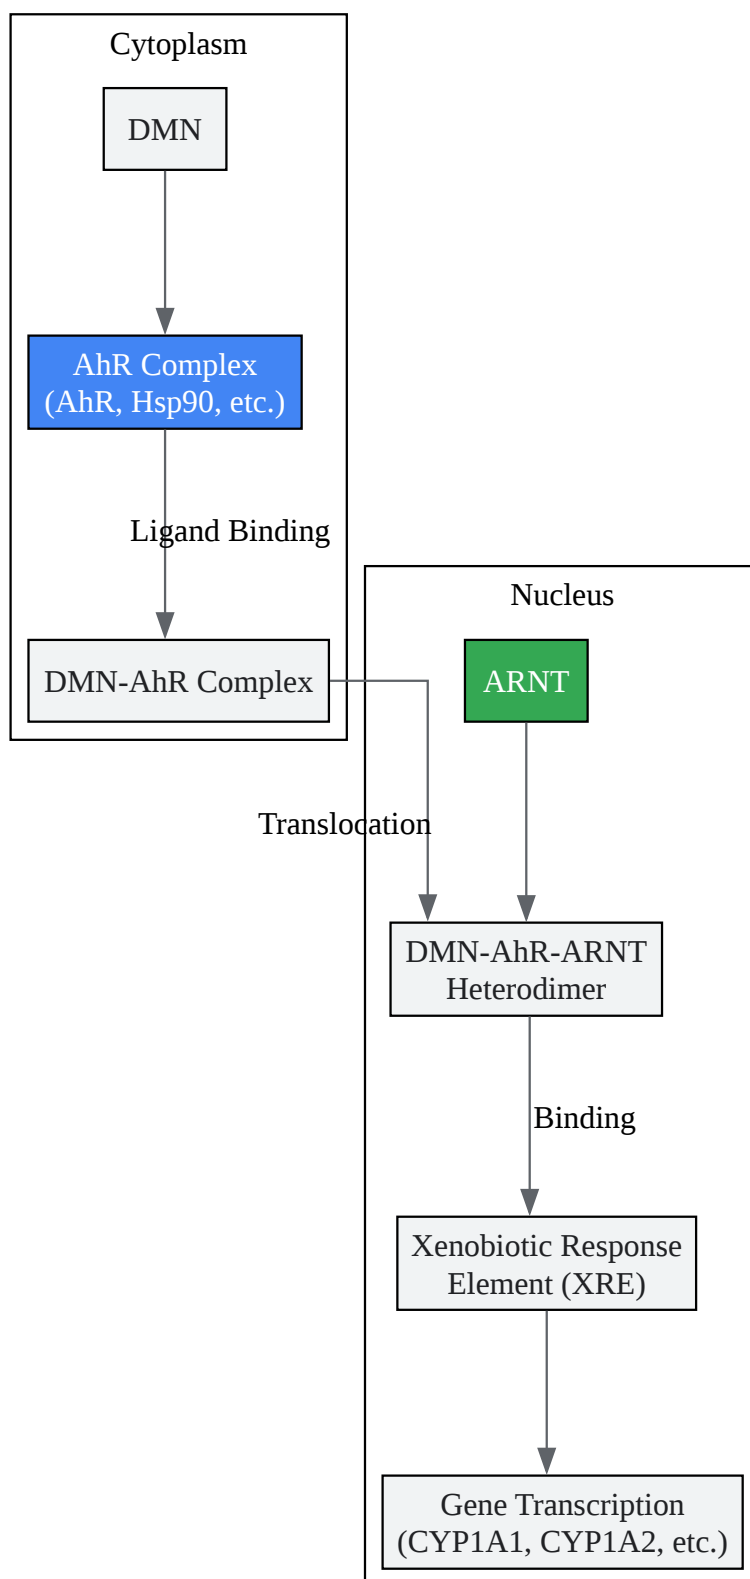 Cytoplasm
DMN
AhR Complex
(AhR, Hsp90, etc.)
Ligand Binding
DMN-AhR Complex
Nucleus
ARNT
Translocation
DMN-AhR-ARNT
Heterodimer
Binding
Xenobiotic Response
Element (XRE)
Gene Transcription
(CYP1A1, CYP1A2, etc.)